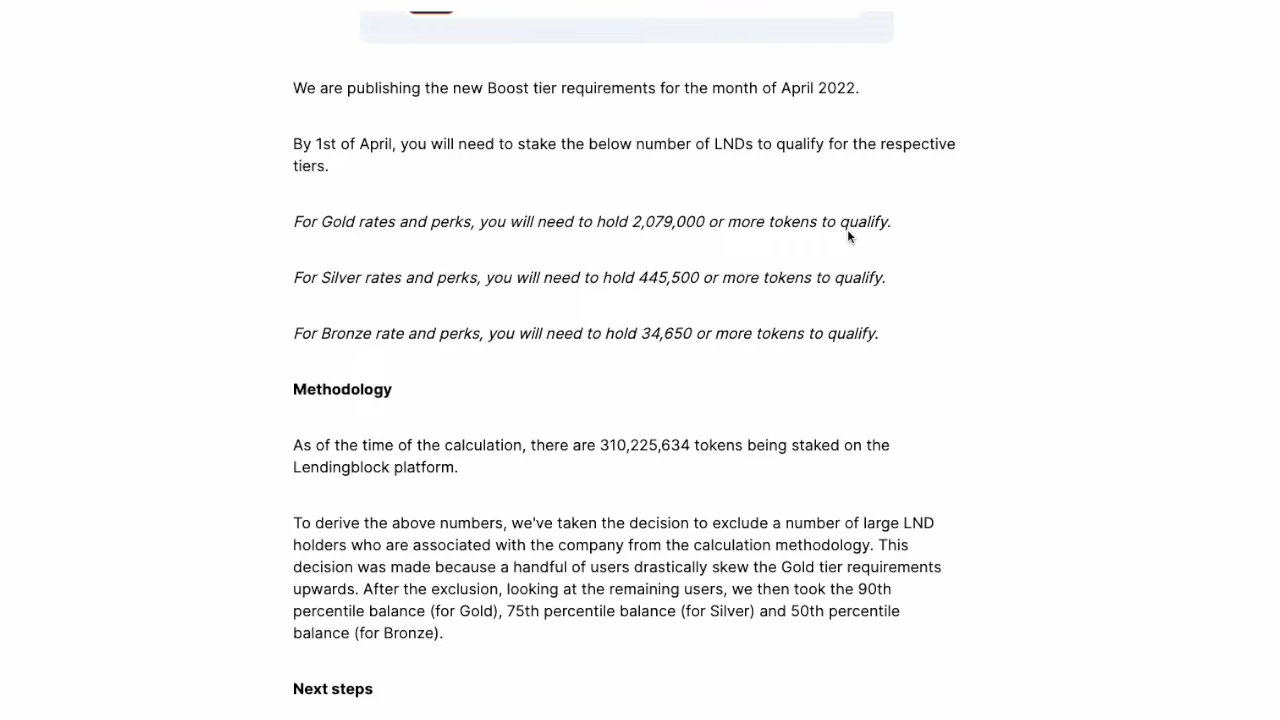 We are publishing the new Boost tier requirements for the month of April 2022.
By 1st of April, you will need to stake the below number of LNDs to qualify for the respective
tiers.
For Gold rates and perks, you will need to hold 2,079,000 or more tokens to qualify.
For Silver rates and perks, you will need to hold 445,500 or more tokens to qualify.
For Bronze rate and perks, you will need to hold 34,650 or more tokens to qualify.
Methodology
As of the time of the calculation, there are 310,225,634 tokens being staked on the
Lendingblock platform.
To derive the above numbers, we've taken the decision to exclude a number of large LND
holders who are associated with the company from the calculation methodology. This
decision was made because a handful of users drastically skew the Gold tier requirements
upwards. After the exclusion, looking at the remaining users, we then took the 90th
percentile balance (for Gold), 75th percentile balance (for Silver) and 50th percentile
balance (for Bronze).
Next steps